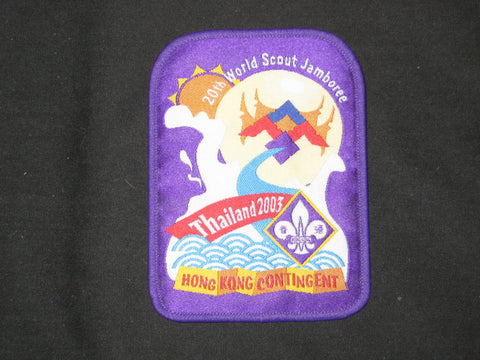 20th World Scout Jamboree
Thailand 2003
HONG KONG CONTINGENT